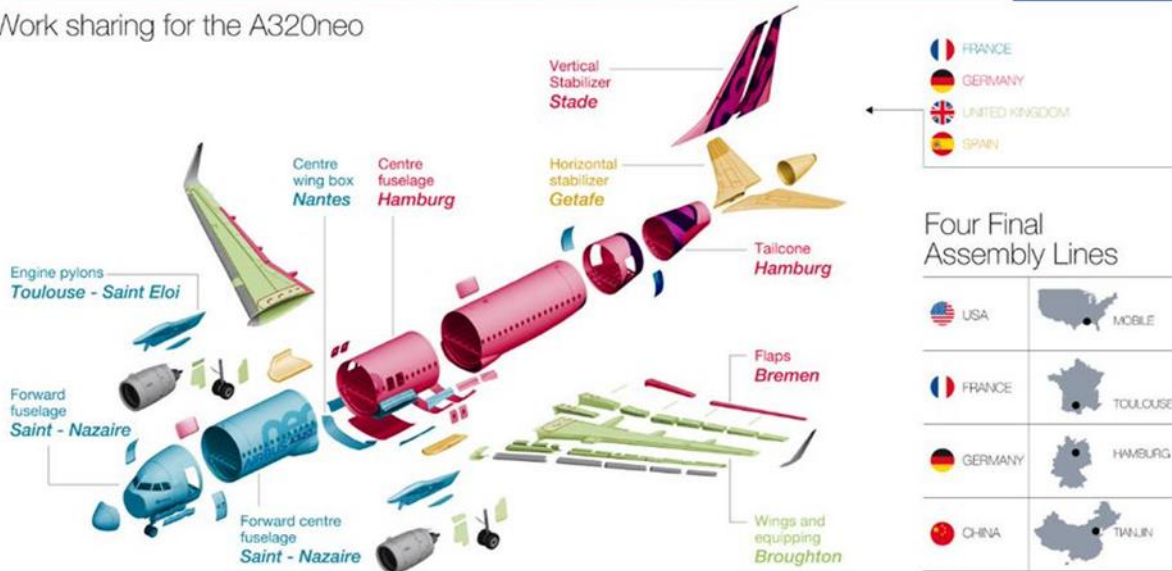 Work sharing for the A320neo
Vertical
Stabilizer
Stade
FRANCE
GERMANY
UNITED KINGDOM
SPAIN
Centre
wing box
Nantes
Centre
fuselage
Hamburg
Horizontal
stabilizer
Getafe
Engine pylons
Toulouse - Saint Eloi
Tailcone
Hamburg
Four Final
Assembly Lines
USA
MOBILE
FRANCE
TOULOUSE
GERMANY
HAMBURG
CHINA
TIANJIN
Flaps
Bremen
Forward
fuselage
Saint - Nazaire
Forward centre
fuselage
Saint - Nazaire
Wings and
equipping
Broughton